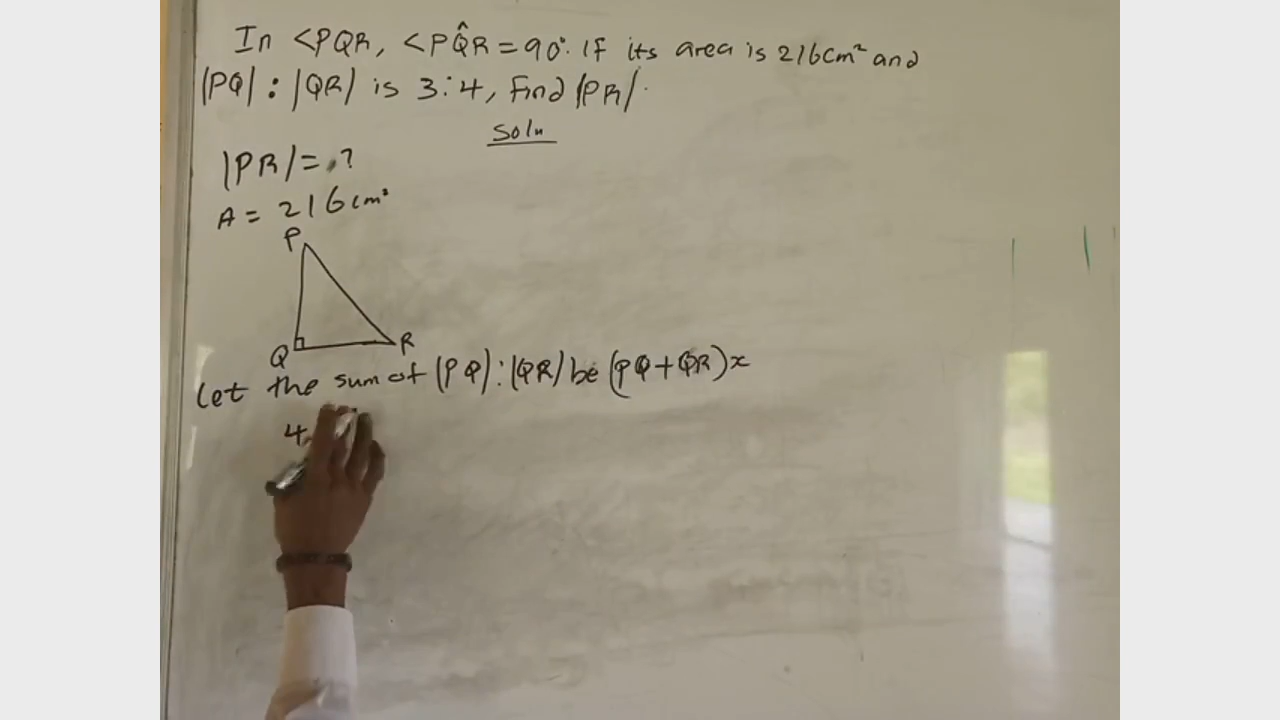 In <PQR, <PQ̂R = 90°. If its area is 216cm² and
|PQ| : |QR| is 3:4, find |PR|.
Soln
|PR| = ?
A = 216cm²
P
Q
R
Let the sum of (PQ) : |QR| be (PQ + QR)x
4